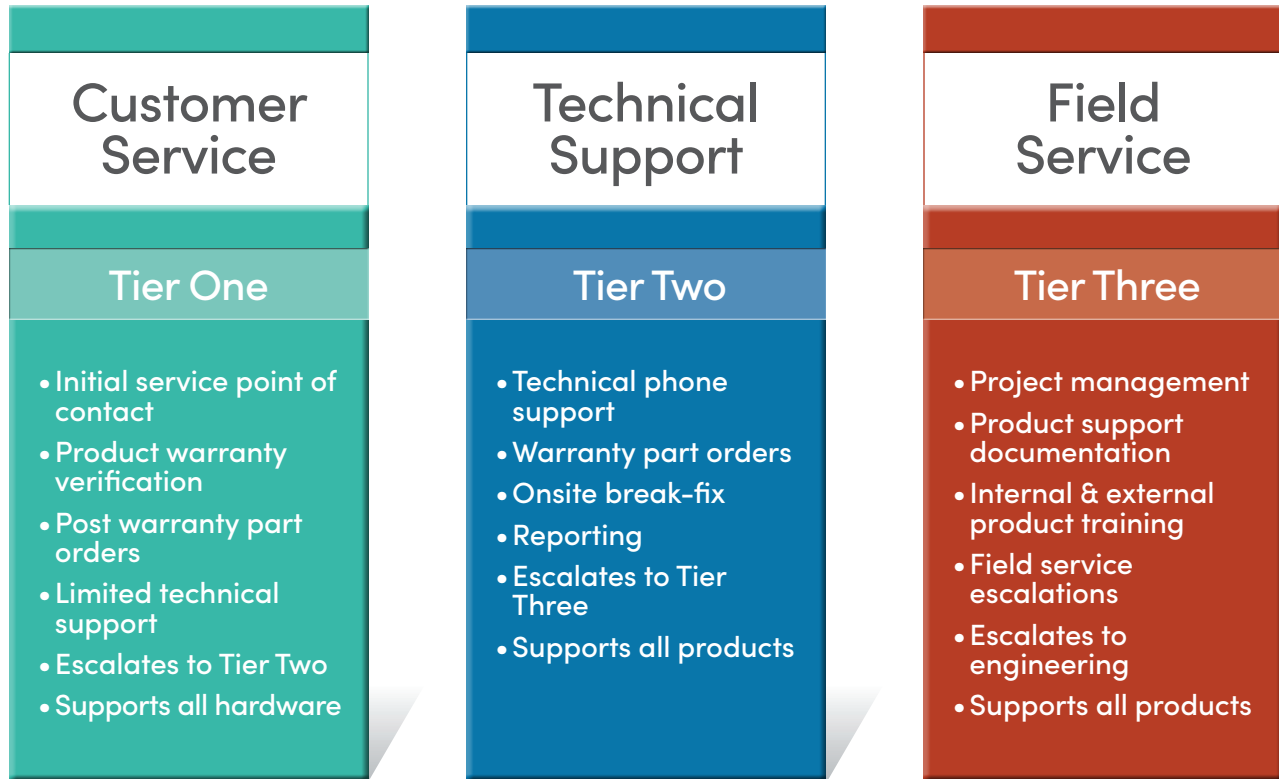 Customer
Service
Tier One
• Initial service point of
contact
• Product warranty
verification
• Post warranty part
orders
• Limited technical
support
• Escalates to Tier Two
• Supports all hardware
Technical
Support
Tier Two
• Technical phone
support
• Warranty part orders
• Onsite break-fix
• Reporting
• Escalates to Tier
Three
• Supports all products
Field
Service
Tier Three
• Project management
• Product support
documentation
• Internal & external
product training
• Field service
escalations
• Escalates to
engineering
• Supports all products